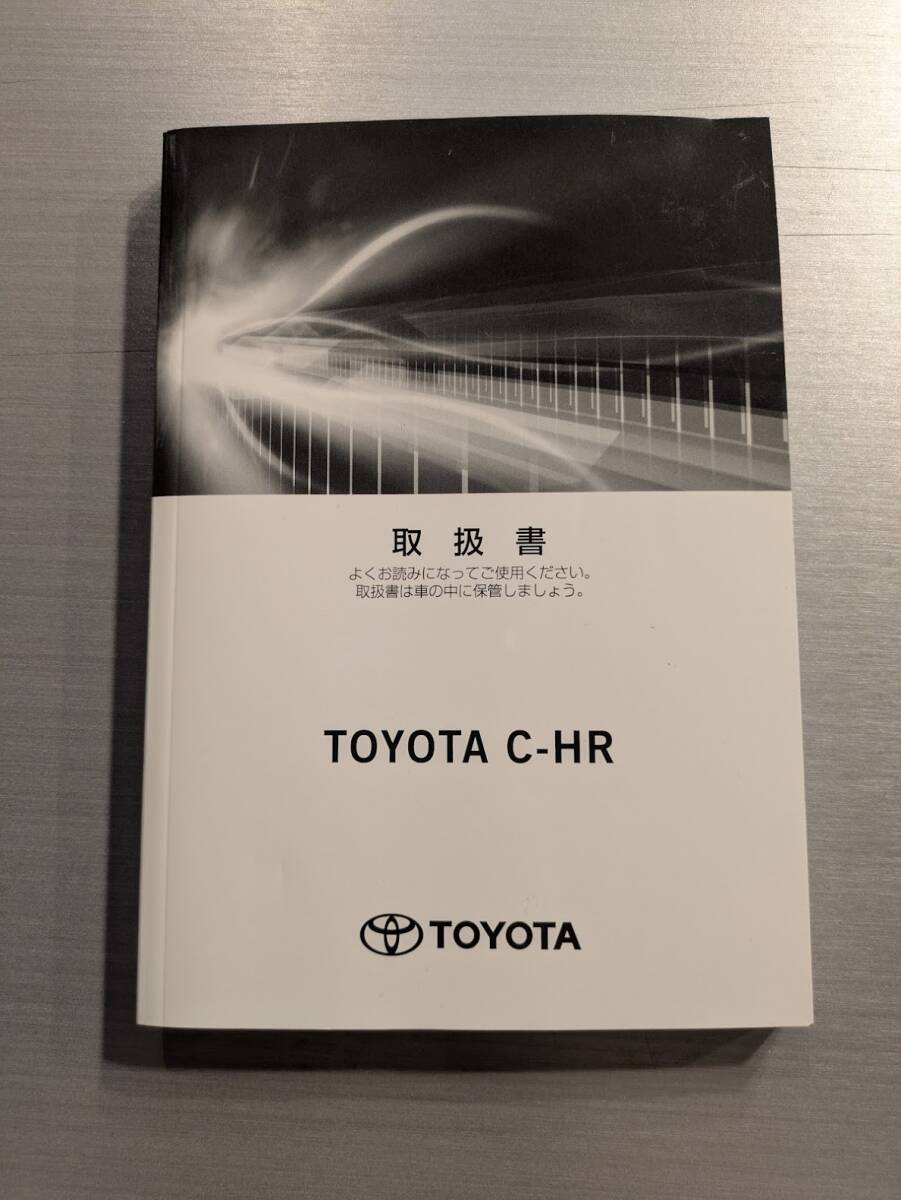 取扱書
よくお読みになってご使用ください。
取扱書は車の中に保管しましょう。
TOYOTA C-HR
TOYOTA